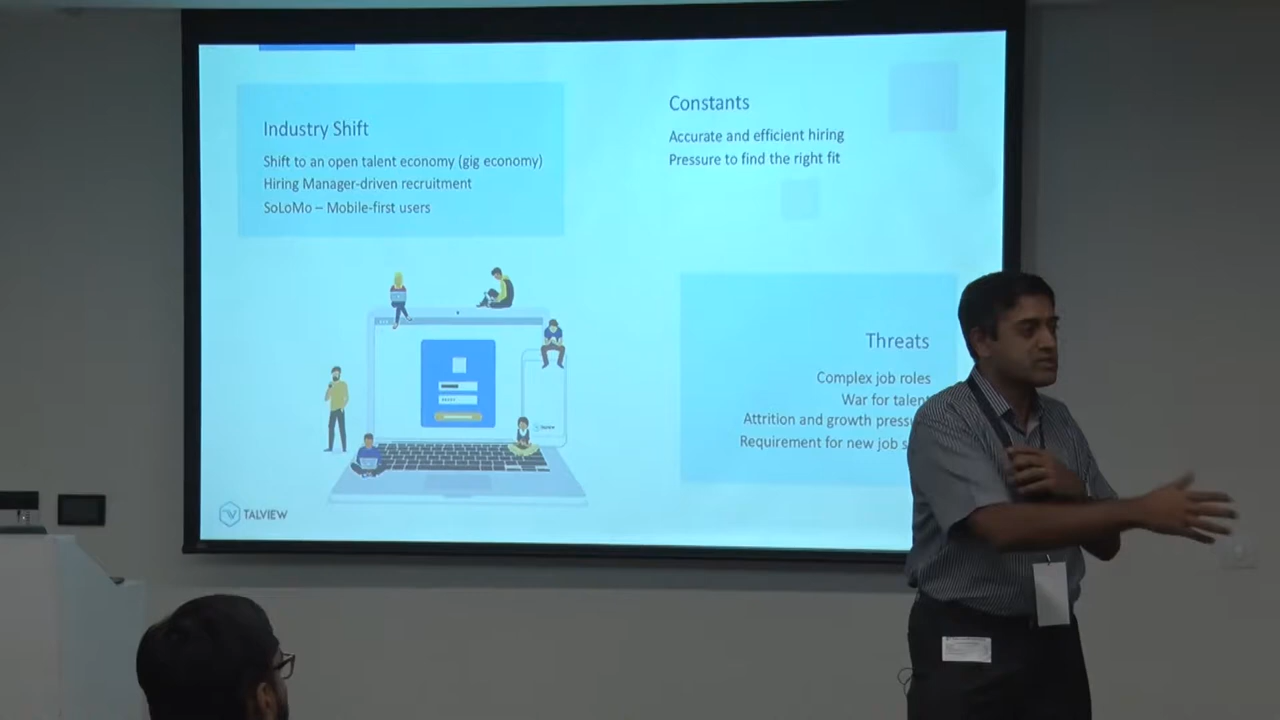 Industry Shift
Shift to an open talent economy (gig economy)
Hiring Manager-driven recruitment
SoLoMo – Mobile-first users
Constants
Accurate and efficient hiring
Pressure to find the right fit
Threats
Complex job roles
War for talent
Attrition and growth
Requirement for new job
TALVIEW